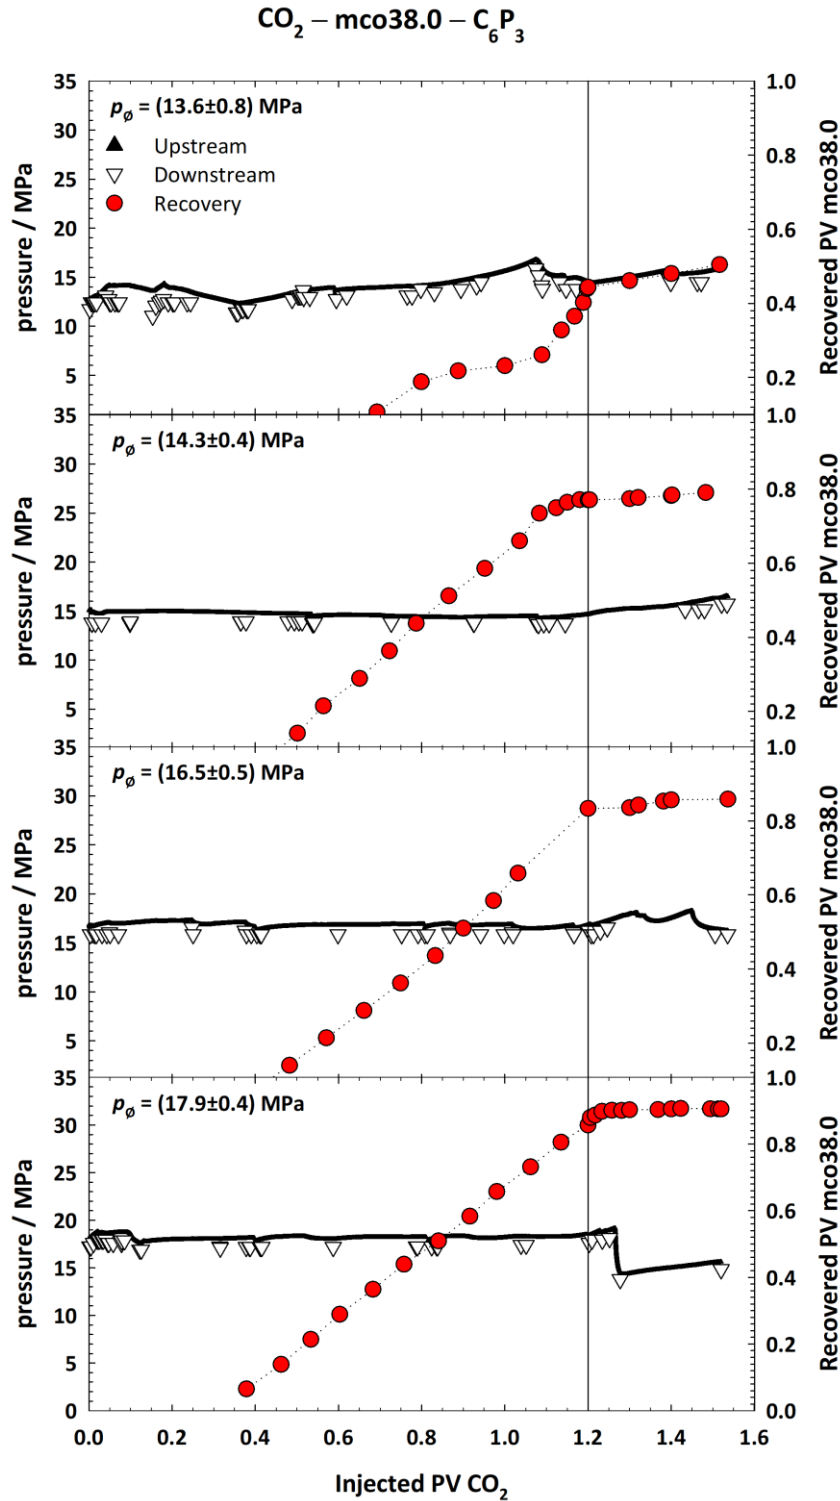 CO2 – mco38.0 – C6P3
pø = (13.6±0.8) MPa
Upstream
Downstream
Recovery
35
30
25
20
15
10
5
pressure / MPa
1.0
0.8
0.6
0.4
0.2
Recovered PV mco38.0
pø = (14.3±0.4) MPa
35
30
25
20
15
10
5
pressure / MPa
1.0
0.8
0.6
0.4
0.2
Recovered PV mco38.0
pø = (16.5±0.5) MPa
35
30
25
20
15
10
5
pressure / MPa
1.0
0.8
0.6
0.4
0.2
Recovered PV mco38.0
pø = (17.9±0.4) MPa
35
30
25
20
15
10
5
0
pressure / MPa
1.0
0.8
0.6
0.4
0.2
0.0
Recovered PV mco38.0
0.0 0.2 0.4 0.6 0.8 1.0 1.2 1.4 1.6
Injected PV CO2